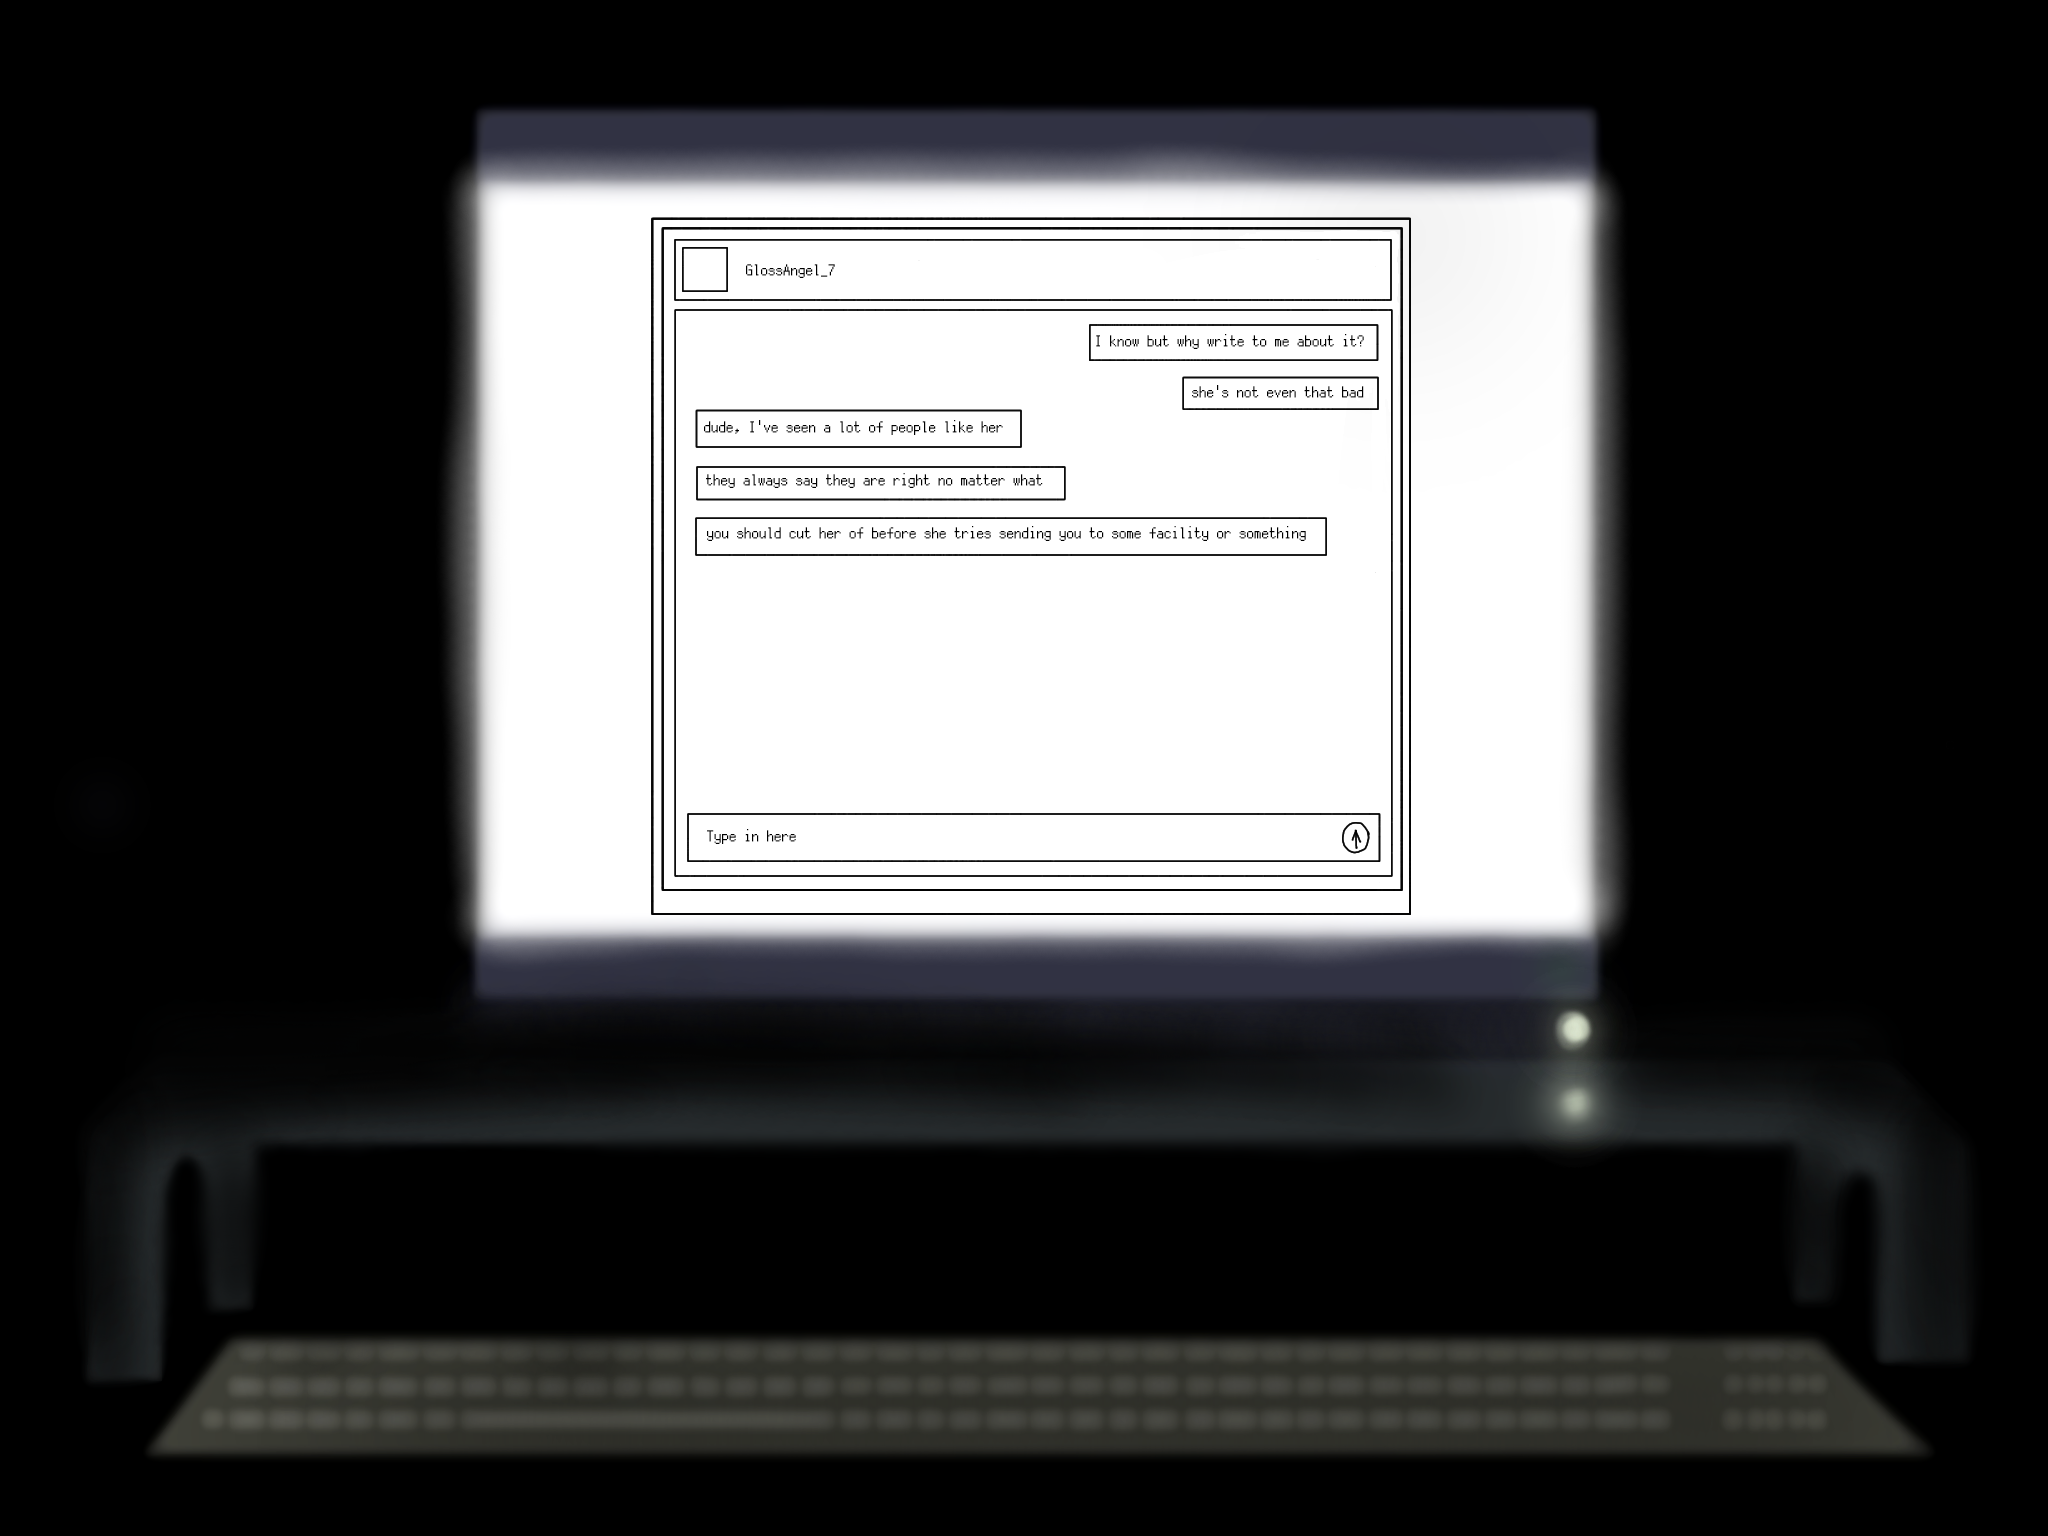 GlossAngel_7
I know but why write to me about it?
she's not even that bad
dude, I've seen a lot of people like her
they always say they are right no matter what
you should cut her of before she tries sending you to some facility or something
Type in here